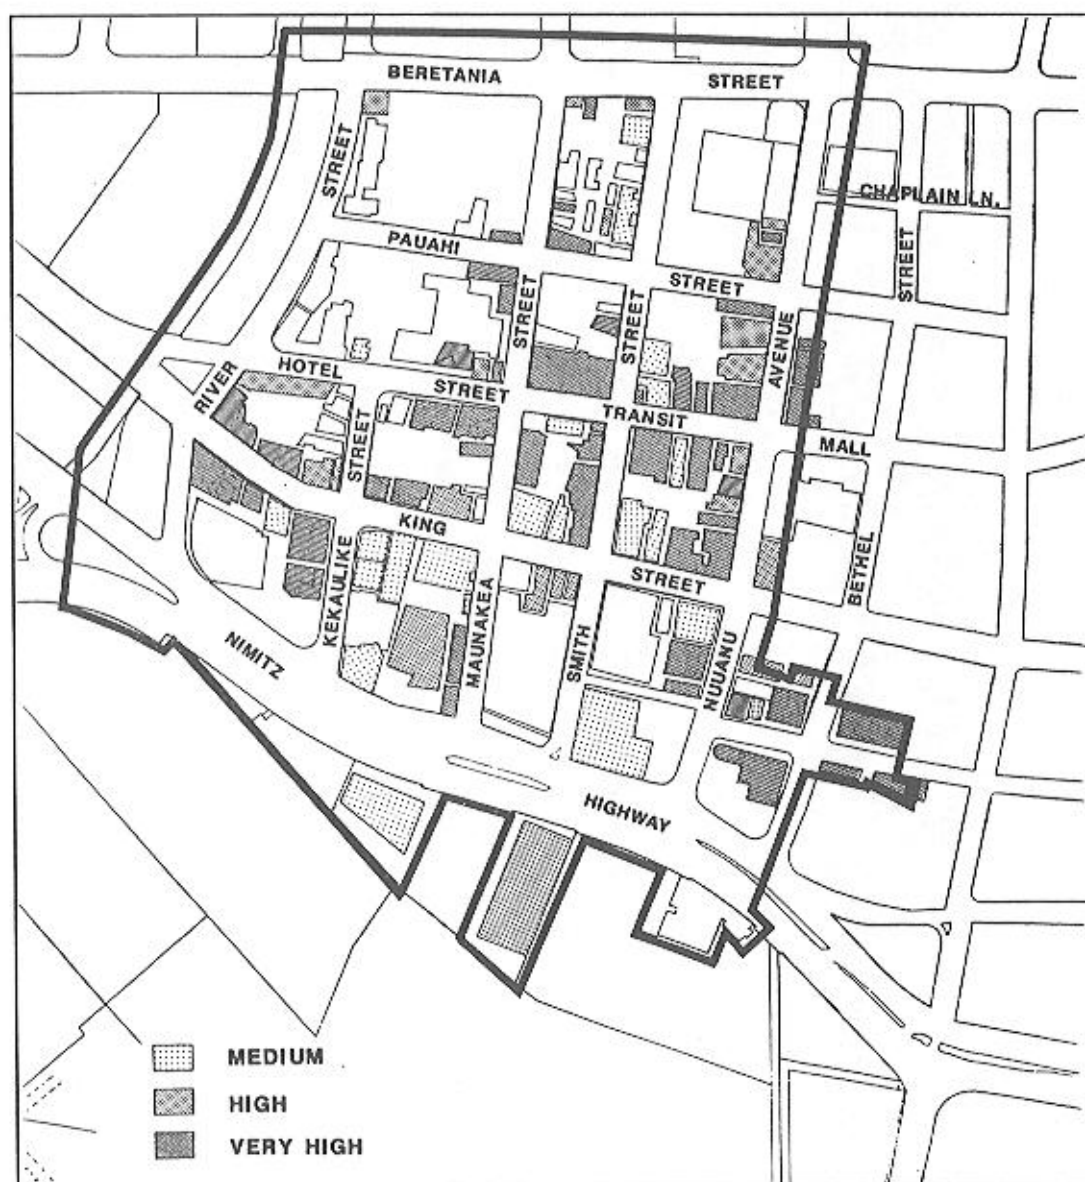 BERETANIA STREET
CHAPLAIN LN.
STREET
PAUAHI STREET
STREET
STREET
STREET
AVENUE
HOTEL STREET TRANSIT MALL
RIVER
STREET
KING STREET
BETHEL
KEKAULIKE
MAUNAKEA
SMITH
NUUANU
NIMITZ HIGHWAY
MEDIUM
HIGH
VERY HIGH